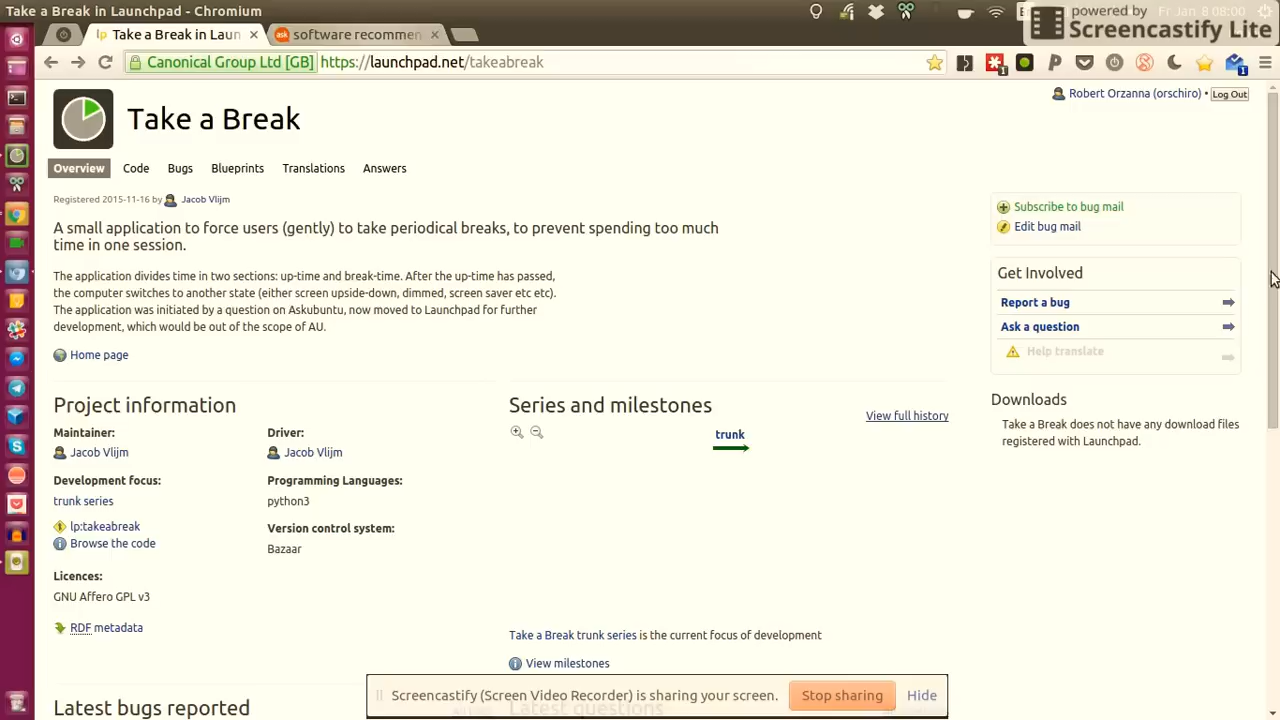 Take a Break in Launchpad - Chromium
Fri Jan 8 08:00
powered by
Screencastify Lite
Take a Break in Laun
software recommen
Canonical Group Ltd [GB] https://launchpad.net/takeabreak
Robert Orzanna (orschiro) • Log Out
Take a Break
Overview Code Bugs Blueprints Translations Answers
Registered 2015-11-16 by Jacob Vlijm
A small application to force users (gently) to take periodical breaks, to prevent spending too much
time in one session.
The application divides time in two sections: up-time and break-time. After the up-time has passed,
the computer switches to another state (either screen upside-down, dimmed, screen saver etc etc).
The application was initiated by a question on Askubuntu, now moved to Launchpad for further
development, which would be out of the scope of AU.
Home page
Subscribe to bug mail
Edit bug mail
Get Involved
Report a bug
Ask a question
Help translate
Downloads
Take a Break does not have any download files
registered with Launchpad.
Project information
Maintainer:
Jacob Vlijm
Driver:
Jacob Vlijm
Development focus:
trunk series
Programming Languages:
python3
lp:takeabreak
Browse the code
Version control system:
Bazaar
Licences:
GNU Affero GPL v3
RDF metadata
Series and milestones
View full history
trunk
Take a Break trunk series is the current focus of development
View milestones
Latest bugs reported
Latest questions
Screencastify (Screen Video Recorder) is sharing your screen.
Stop sharing
Hide